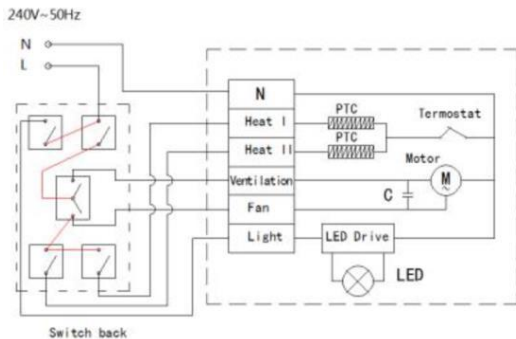 240V~50Hz
N
L
N
Heat I
PTC
Termostat
PTC
Heat II
Motor
Ventilation
M
~
C
Fan
Light
LED Drive
LED
Switch back